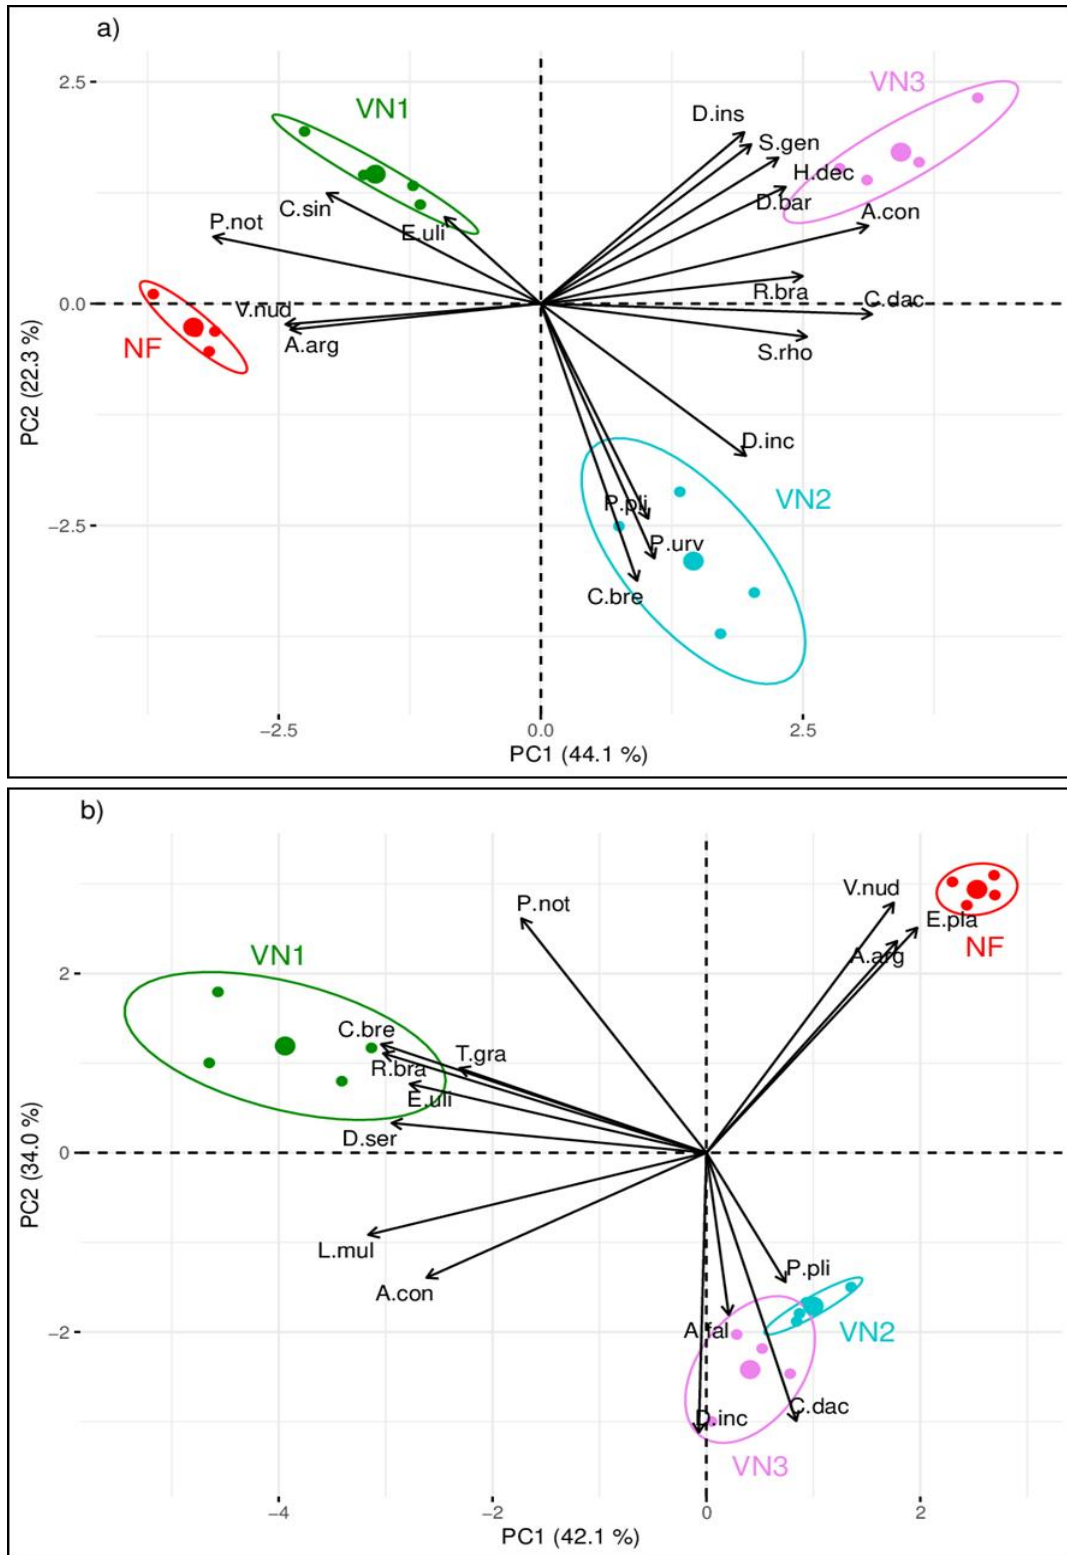 a)
2.5
VN3
VN1
D.ins
S.gen
H.dec
C.sin
D.bar
P.not
A.con
E.uli
R.bra
C.dac
0.0
V.nud
NF
A.arg
S.rho
PC2 (22.3 %)
D.inc
P.pli
VN2
−2.5
P.urv
C.bre
−2.5
0.0
2.5
PC1 (44.1 %)
b)
P.not
V.nud
E.pla
VN1
A.arg
NF
2
C.bre
T.gra
R.bra
E.uli
D.ser
0
PC2 (34.0 %)
L.mul
A.con
P.pli
−2
A.fal
VN2
D.inc
C.dac
VN3
−4
−2
0
2
PC1 (42.1 %)